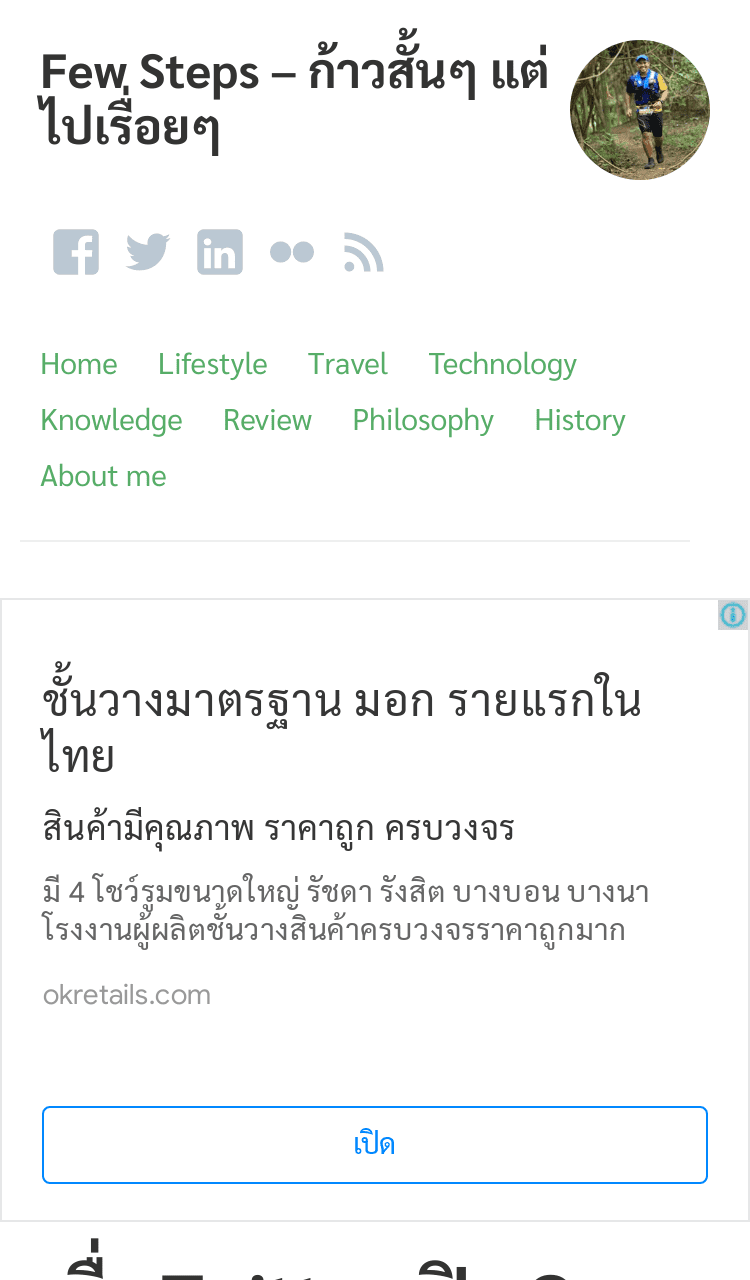 Few Steps – ก้าวสั้นๆ แต่
ไปเรื่อยๆ
Home Lifestyle Travel Technology
Knowledge Review Philosophy History
About me
ชั้นวางมาตรฐาน มอก รายแรกใน
ไทย
สินค้ามีคุณภาพ ราคาถูก ครบวงจร
มี 4 โชว์รูมขนาดใหญ่ รัชดา รังสิต บางบอน บางนา
โรงงานผู้ผลิตชั้นวางสินค้าครบวงจรราคาถูกมาก
okretails.com
เปิด